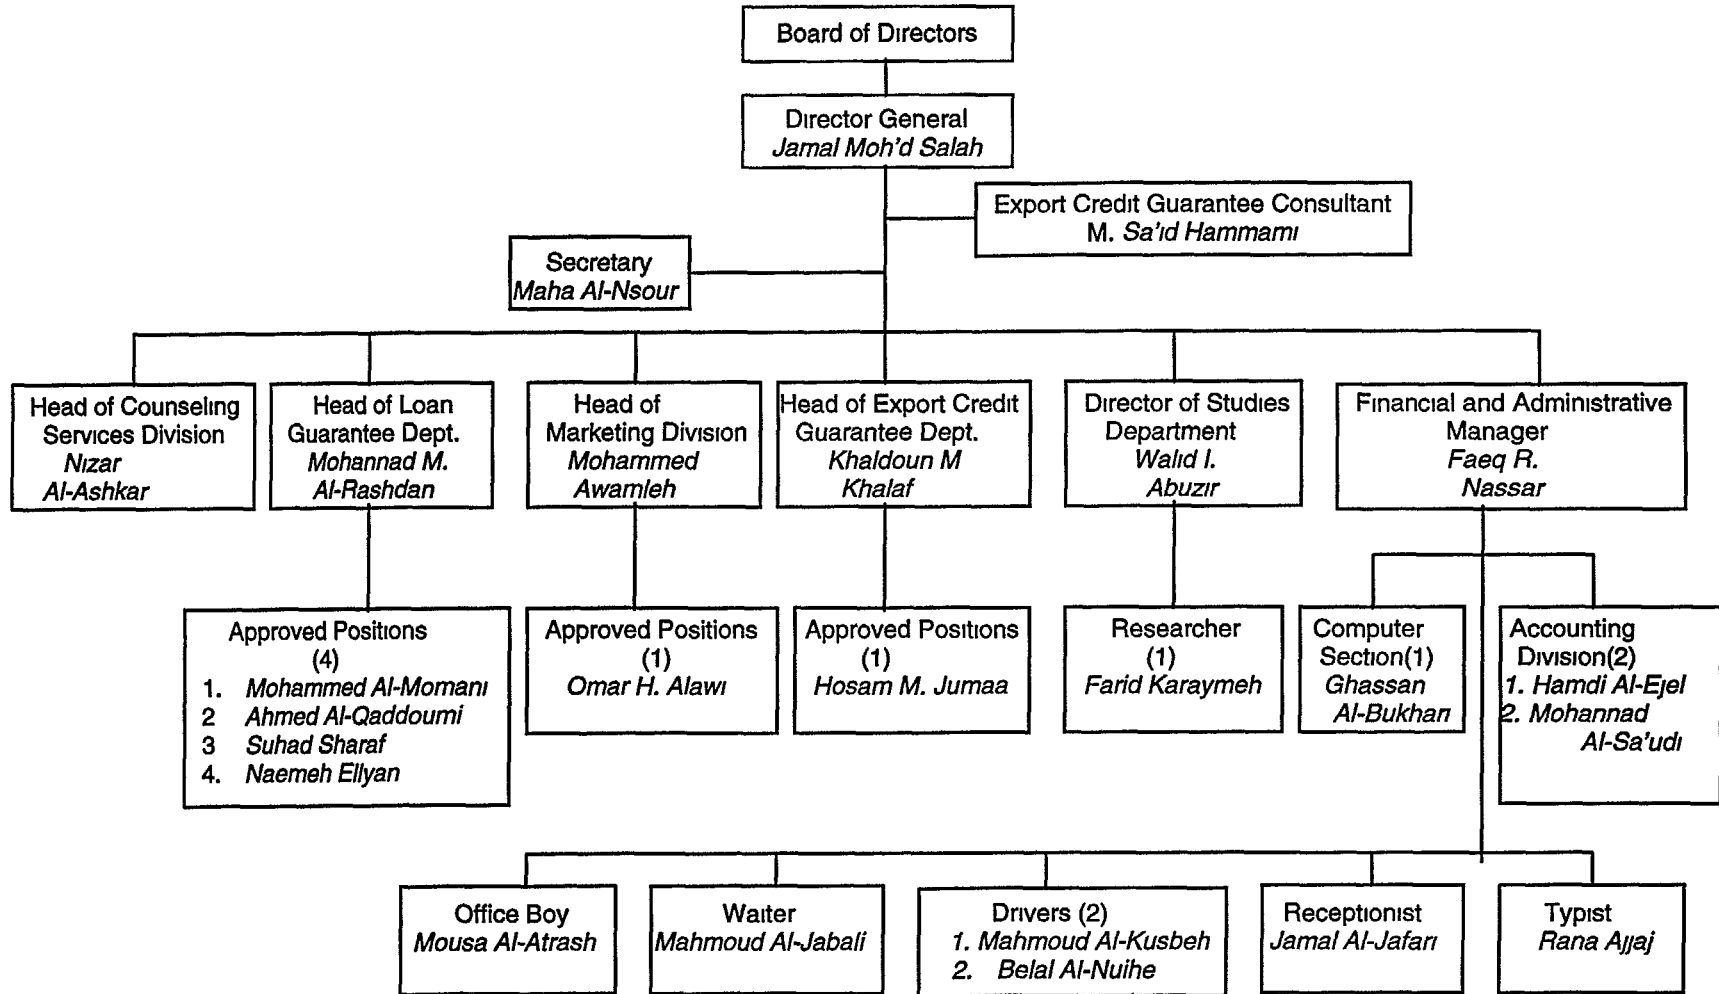 Board of Directors
Director General
Jamal Moh'd Salah
Export Credit Guarantee Consultant
M. Sa'id Hammami
Secretary
Maha Al-Nsour
Head of Counseling
Services Division
Nizar
Al-Ashkar
Head of Loan
Guarantee Dept.
Mohannad M.
Al-Rashdan
Head of
Marketing Division
Mohammed
Awamleh
Head of Export Credit
Guarantee Dept.
Khaldoun M
Khalaf
Director of Studies
Department
Walid I.
Abuzir
Financial and Administrative
Manager
Faeq R.
Nassar
Approved Positions
(4)
1. Mohammed Al-Momani
2 Ahmed Al-Qaddoumi
3 Suhad Sharaf
4. Naemeh Ellyan
Approved Positions
(1)
Omar H. Alawi
Approved Positions
(1)
Hosam M. Jumaa
Researcher
(1)
Farid Karaymeh
Computer
Section(1)
Ghassan
Al-Bukhari
Accounting
Division(2)
1. Hamdi Al-Ejel
2. Mohannad
Al-Sa'udi
Office Boy
Mousa Al-Atrash
Waiter
Mahmoud Al-Jabali
Drivers (2)
1. Mahmoud Al-Kusbeh
2. Belal Al-Nuihe
Receptionist
Jamal Al-Jafari
Typist
Rana Ajjaj